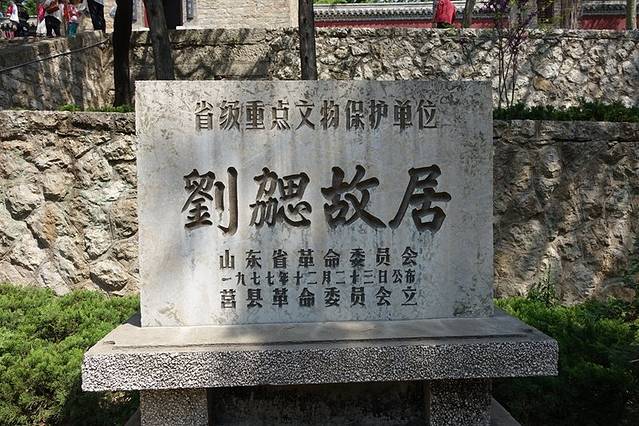 省级重点文物保护单位
劉勰故居
山东省革命委员会
一九七七年十二月二十三日公布
莒县革命委员会立